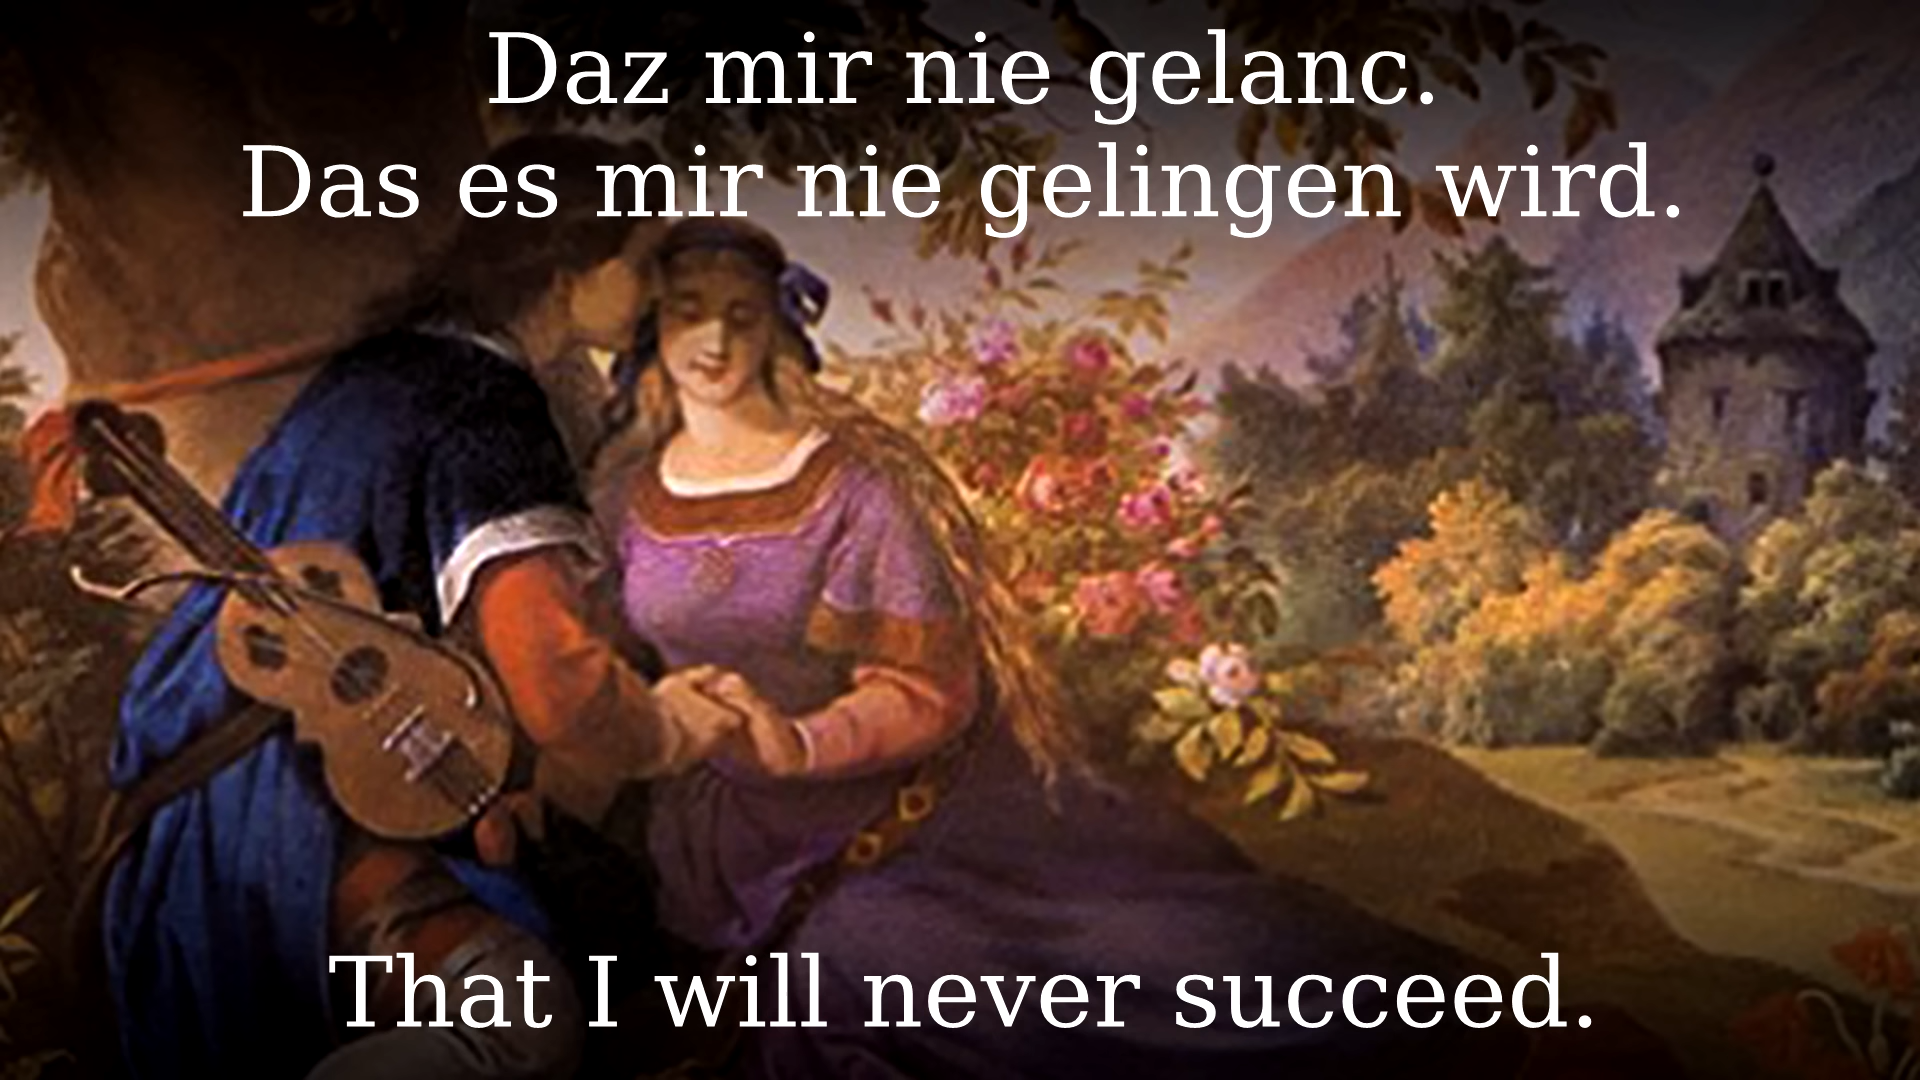 Daz mir nie gelanc.
Das es mir nie gelingen wird.
That I will never succeed.